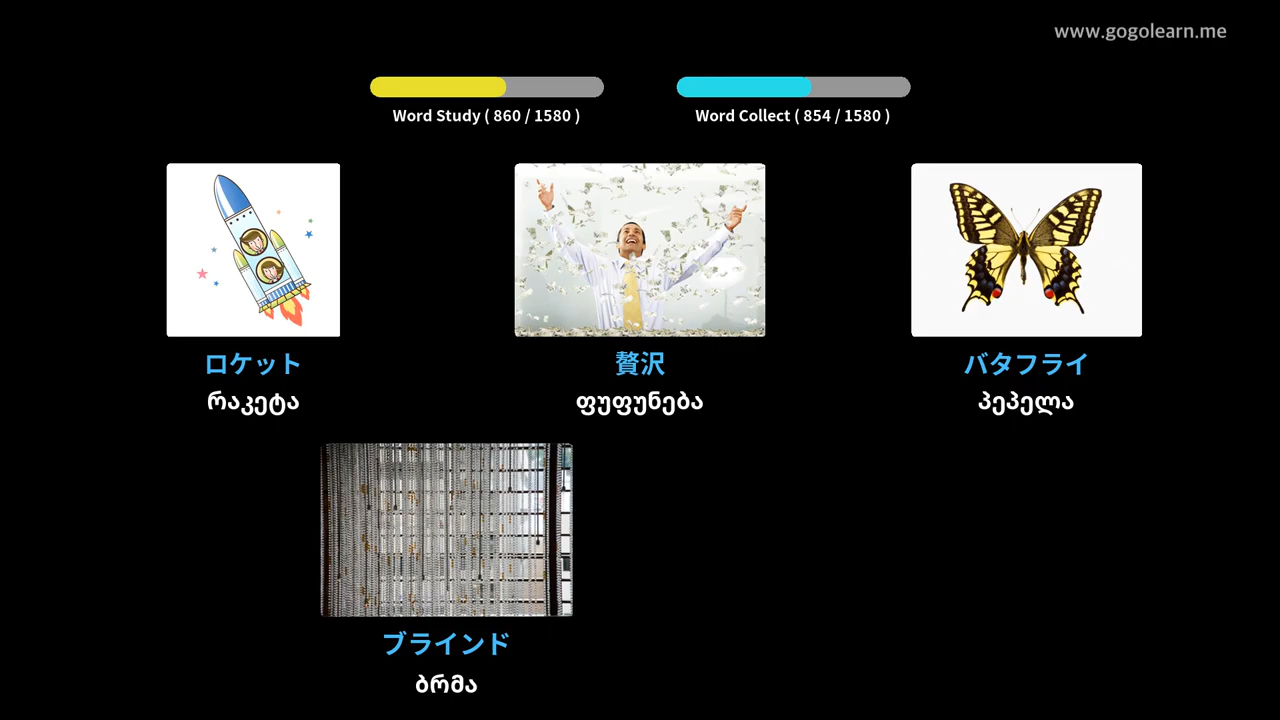 www.gogolearn.me
Word Study ( 860 / 1580 )
Word Collect ( 854 / 1580 )
ロケット
რაკეტა
贅沢
ფუფუნება
バタフライ
პეპელა
ブラインド
ბრმა